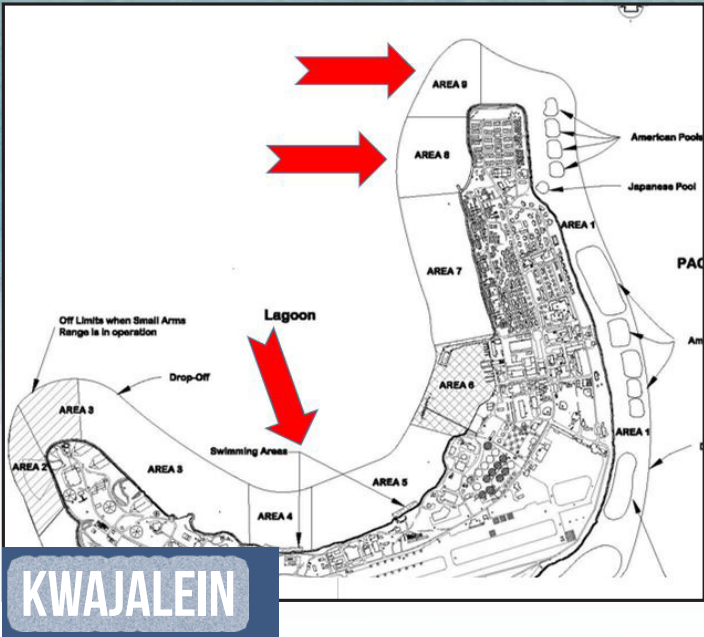 AREA 9
American Pools
AREA 8
Japanese Pool
AREA 1
PAC
AREA 7
Off Limits when Small Arms
Range is in operation
Lagoon
Am
Drop-Off
AREA 6
AREA 3
AREA 1
Swimming Areas
AREA 2
AREA 3
AREA 5
AREA 4
KWAJALEIN